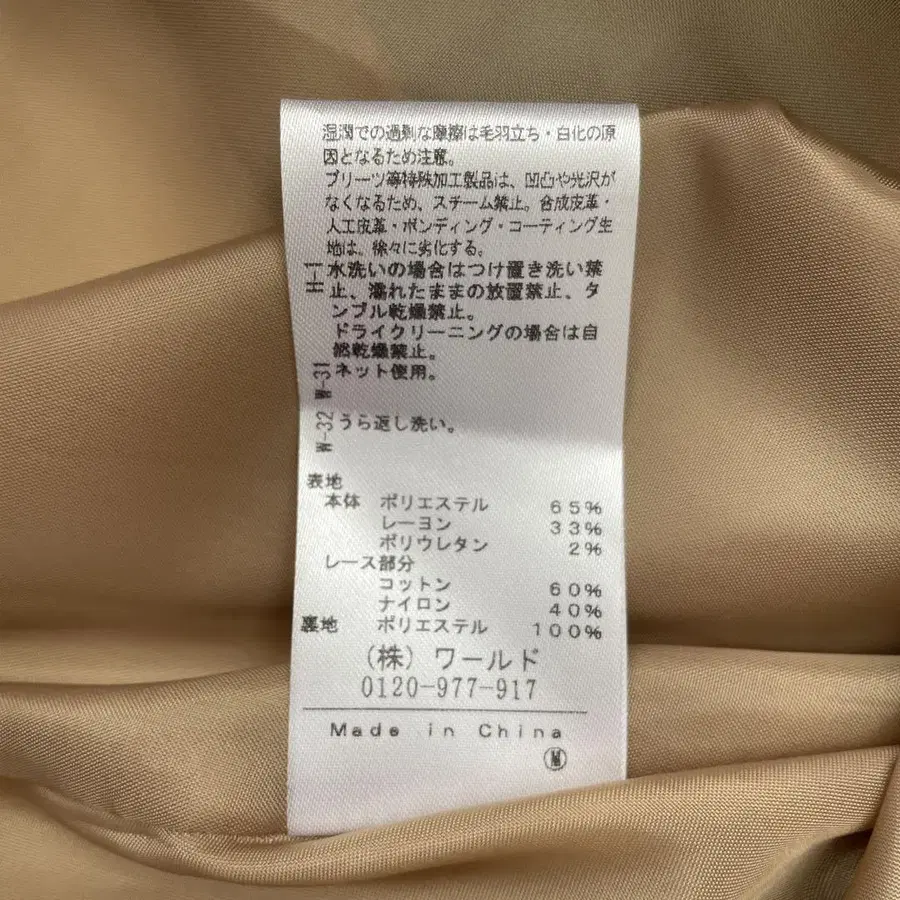 湿潤での過剰な摩擦は毛羽立ち・白化の原
因となるため注意。
プリーツ等特殊加工製品は、凹凸や光沢が
なくなるため、スチーム禁止。合成皮革・
人工皮革・ボンディング・コーティング生
地は、徐々に劣化する。
H-1 水洗いの場合はつけ置き洗い禁
止、濡れたままの放置禁止、タ
ンブル乾燥禁止。
ドライクリーニングの場合は自
然乾燥禁止。
W-31 ネット使用。
W-32 うら返し洗い。
表地
本体 ポリエステル 65%
レーヨン 33%
ポリウレタン 2%
レース部分
コットン 60%
ナイロン 40%
裏地 ポリエステル 100%
(株)ワールド
0120-977-917
Made in China